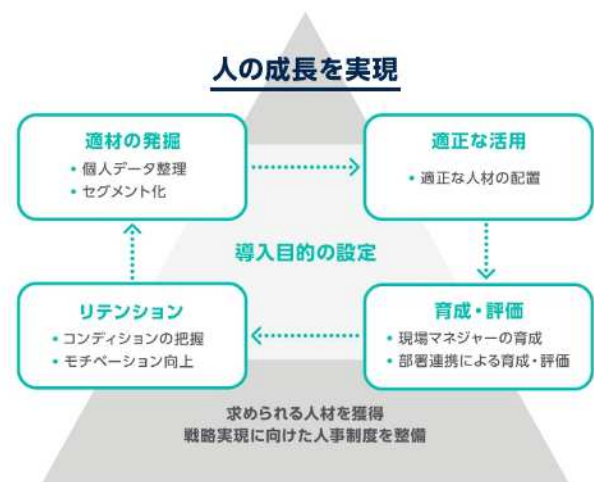 人の成長を実現
適材の発掘
• 個人データ整理
• セグメント化
適正な活用
• 適正な人材の配置
導入目的の設定
リテンション
• コンディションの把握
• モチベーション向上
育成・評価
• 現場マネジャーの育成
• 部署連携による育成・評価
求められる人材を獲得
戦略実現に向けた人事制度を整備